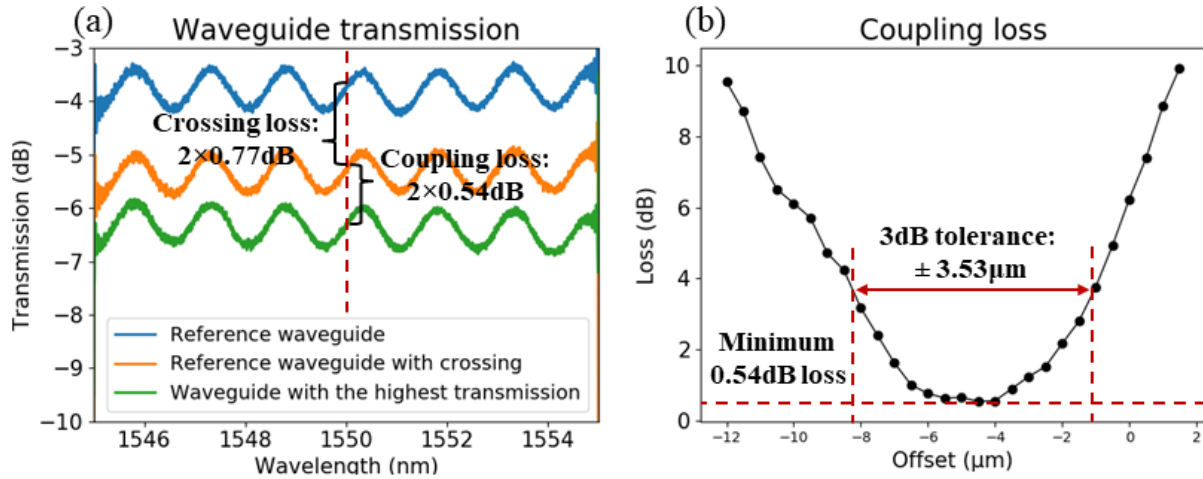 (a)
Waveguide transmission
−3
−4
−5
−6
−7
−8
−9
−10
Transmission (dB)
Crossing loss:
2×0.77dB
Coupling loss:
2×0.54dB
Reference waveguide
Reference waveguide with crossing
Waveguide with the highest transmission
1546 1548 1550 1552 1554
Wavelength (nm)
(b)
Coupling loss
10
8
6
4
2
0
Loss (dB)
3dB tolerance:
± 3.53μm
Minimum
0.54dB loss
−12 −10 −8 −6 −4 −2 0 2
Offset (μm)